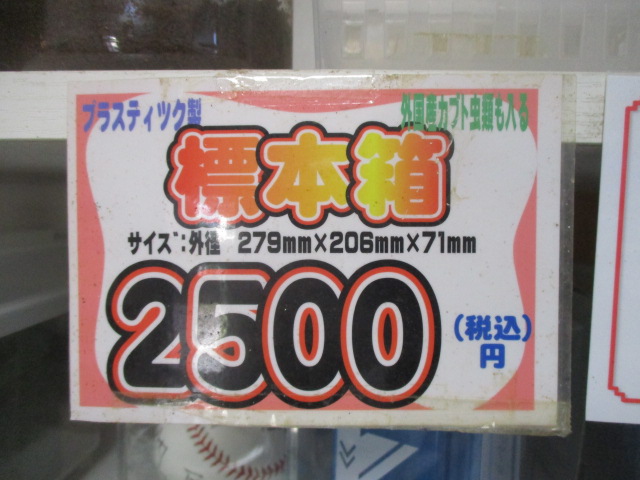 プラスティック製
外国産カブト虫類も入る
標本箱
サイズ:外径 279mm×206mm×71mm
2500
(税込)
円